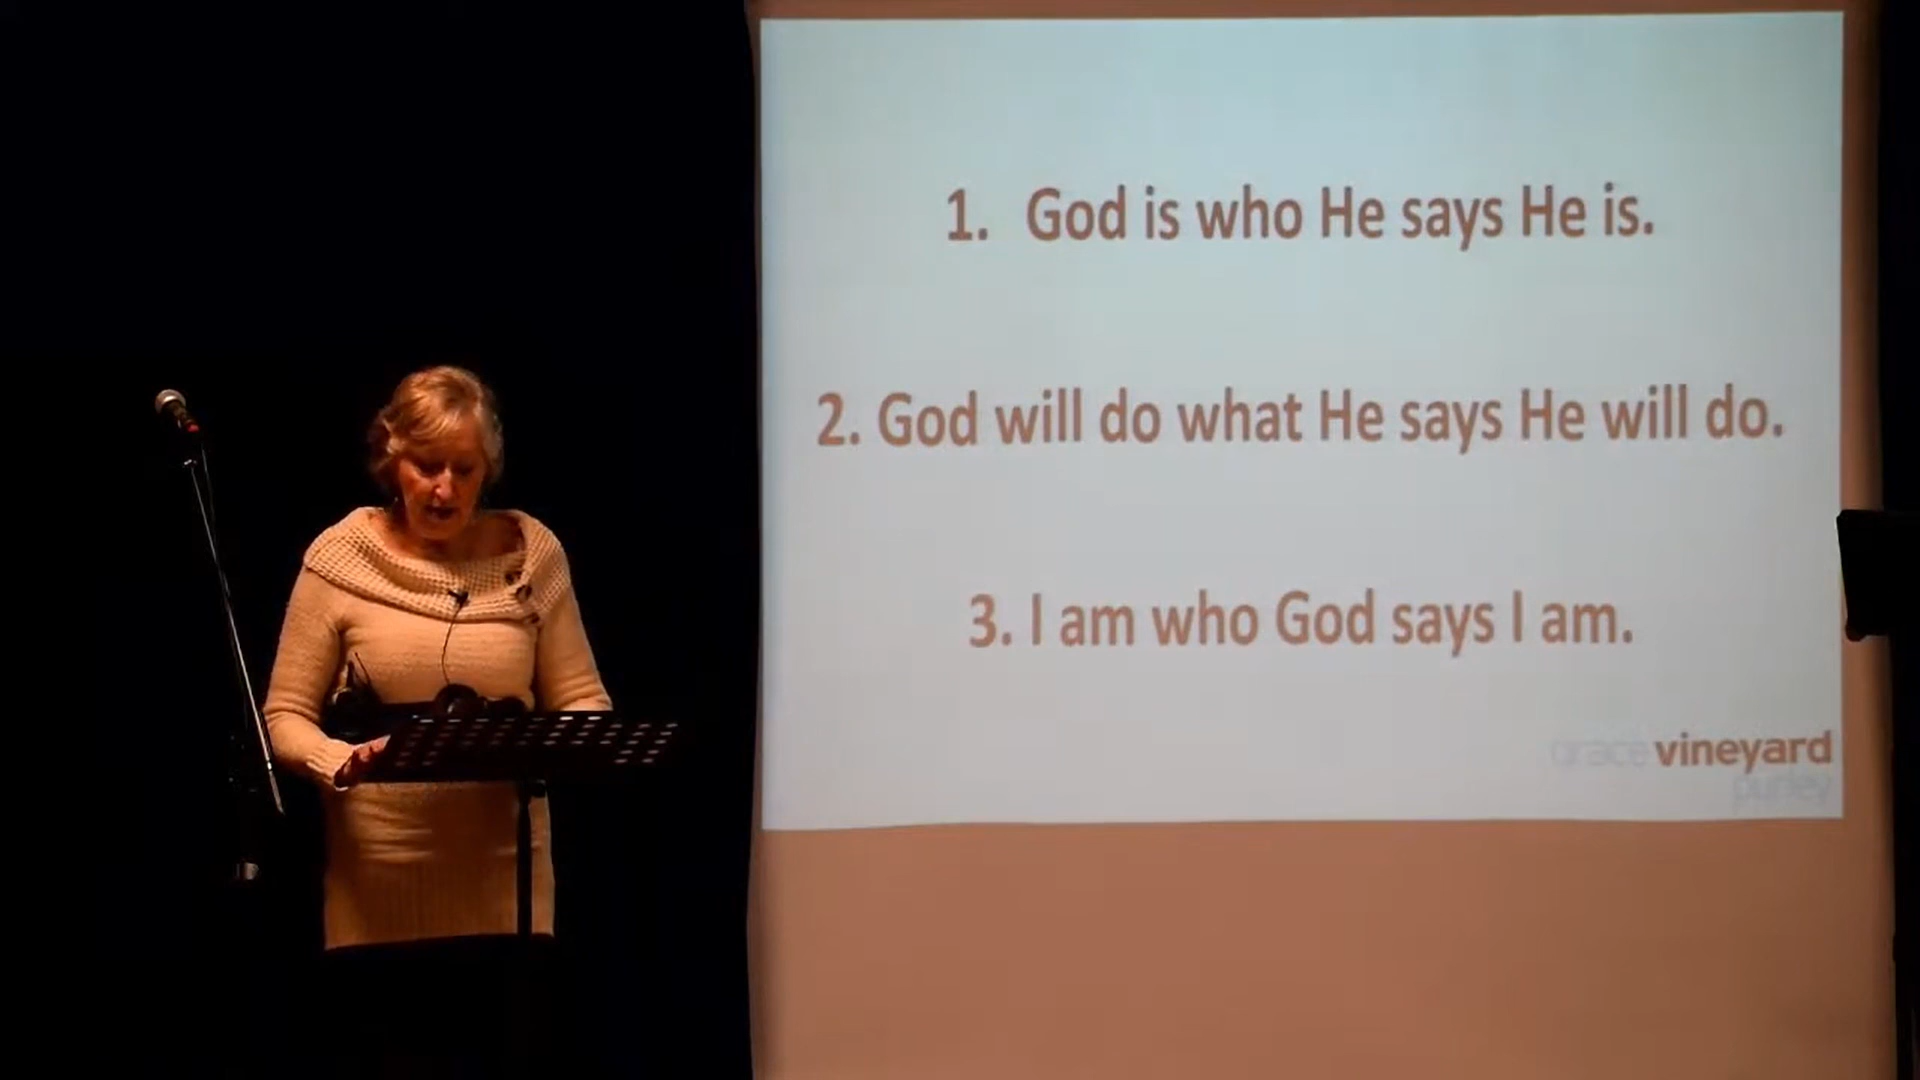 1. God is who He says He is.
2. God will do what He says He will do.
3. I am who God says I am.
grace vineyard
purley